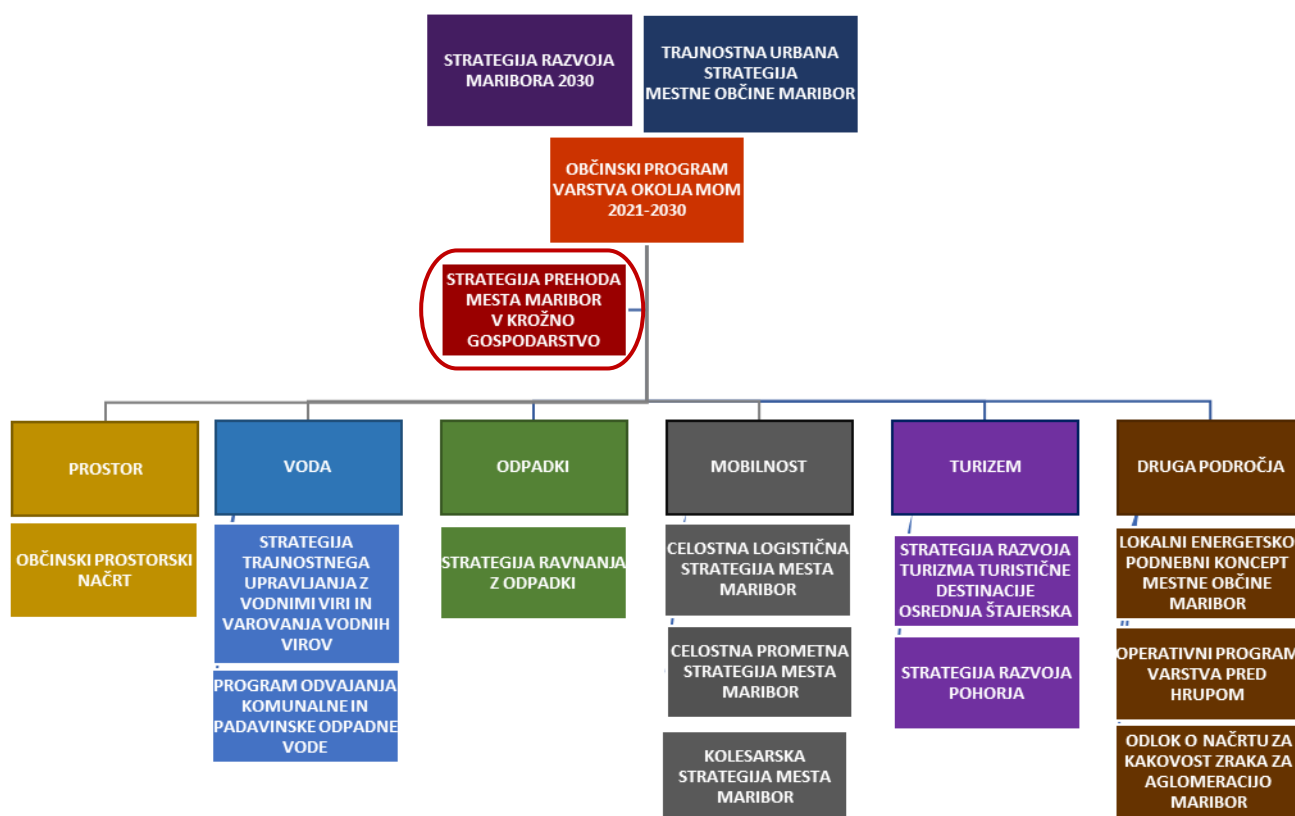 STRATEGIJA RAZVOJA
MARIBORA 2030
TRAJNOSTNA URBANA
STRATEGIJA
MESTNE OBČINE MARIBOR
OBČINSKI PROGRAM
VARSTVA OKOLJA MOM
2021-2030
STRATEGIJA PREHODA
MESTA MARIBOR
V KROŽNO
GOSPODARSTVO
PROSTOR
VODA
ODPADKI
MOBILNOST
TURIZEM
DRUGA PODROČJA
OBČINSKI PROSTORSKI
NAČRT
STRATEGIJA
TRAJNOSTNEGA
UPRAVLJANJA Z
VODNIMI VIRI IN
VAROVANJA VODNIH
VIROV
PROGRAM ODVAJANJA
KOMUNALNE IN
PADAVINSKE ODPADNE
VODE
STRATEGIJA RAVNANJA
Z ODPADKI
CELOSTNA LOGISTIČNA
STRATEGIJA MESTA
MARIBOR
CELOSTNA PROMETNA
STRATEGIJA MESTA
MARIBOR
KOLESARSKA
STRATEGIJA MESTA
MARIBOR
STRATEGIJA RAZVOJA
TURIZMA TURISTIČNE
DESTINACIJE
OSREDNJA ŠTAJERSKA
STRATEGIJA RAZVOJA
POHORJA
LOKALNI ENERGETSKO
PODNEBNI KONCEPT
MESTNE OBČINE
MARIBOR
OPERATIVNI PROGRAM
VARSTVA PRED
HRUPOM
ODLOK O NAČRTU ZA
KAKOVOST ZRAKA ZA
AGLOMERACIJO
MARIBOR